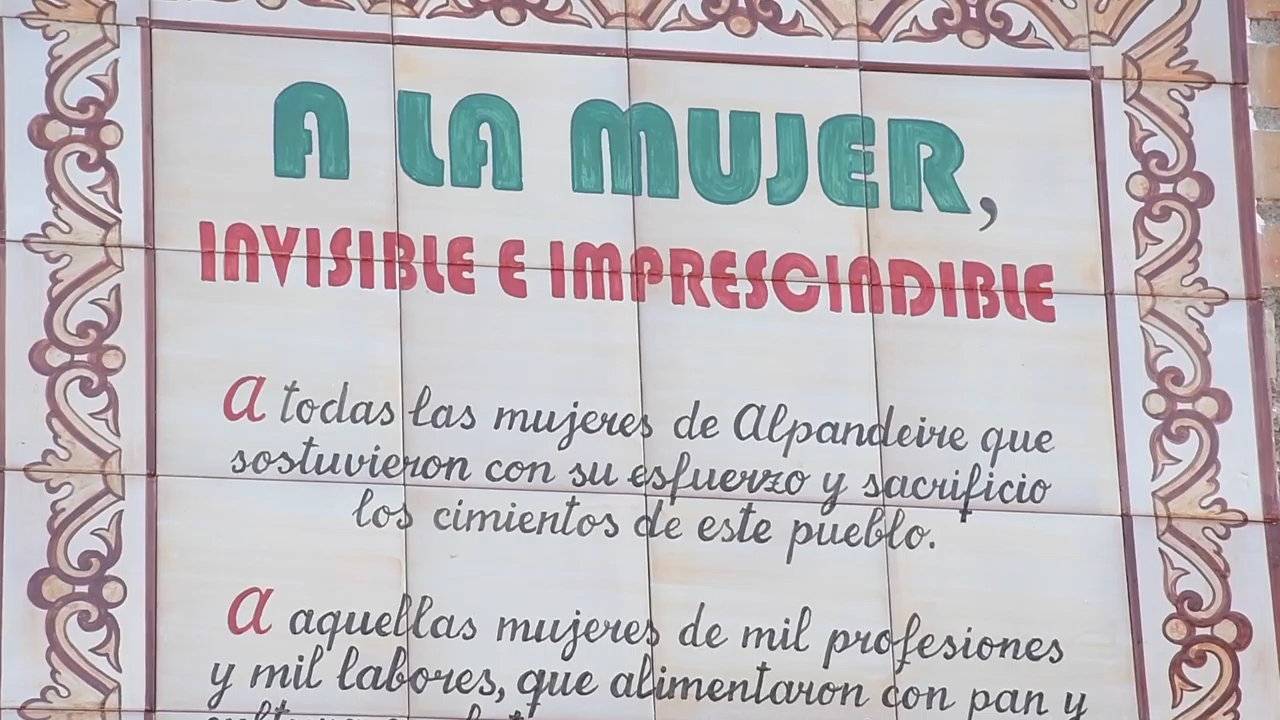 A LA MUJER,
INVISIBLE E IMPRESCINDIBLE
A todas las mujeres de Alpandeire que
sostuvieron con su esfuerzo y sacrificio
los cimientos de este pueblo.
A aquellas mujeres de mil profesiones
y mil labores, que alimentaron con pan y